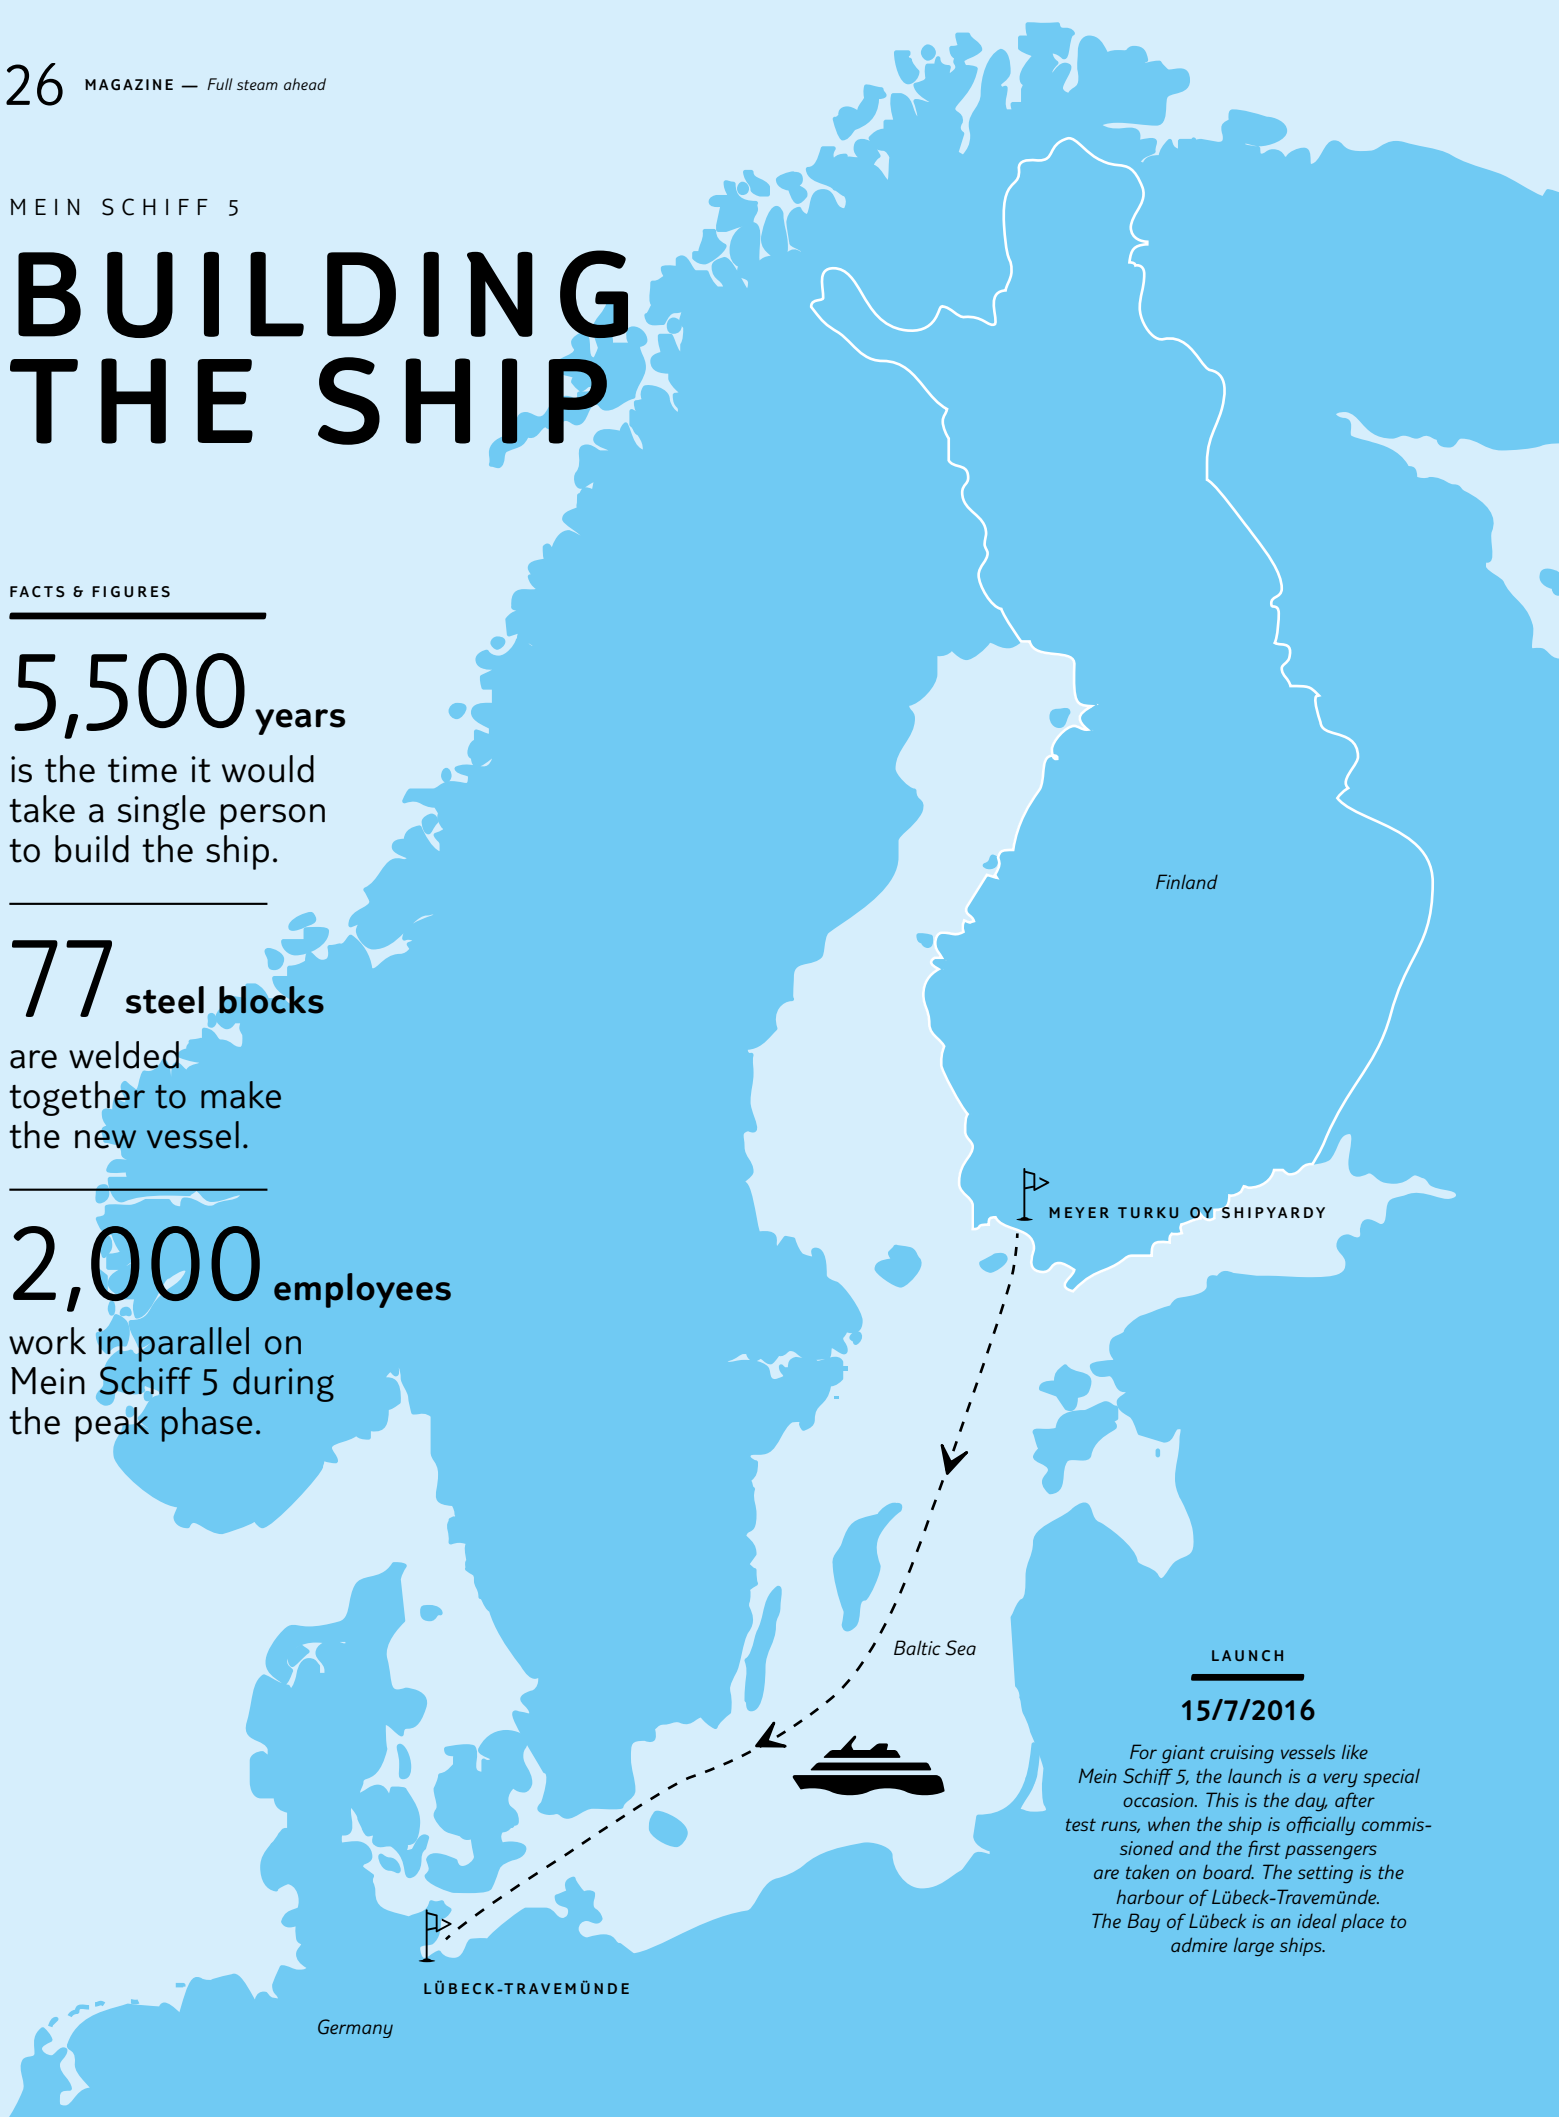 26 MAGAZINE — Full steam ahead
MEIN SCHIFF 5
BUILDING
THE SHIP
FACTS & FIGURES
5,500 years
is the time it would
take a single person
to build the ship.
77 steel blocks
are welded
together to make
the new vessel.
2,000 employees
work in parallel on
Mein Schiff 5 during
the peak phase.
Finland
MEYER TURKU OY SHIPYARDY
Baltic Sea
LAUNCH
15/7/2016
For giant cruising vessels like
Mein Schiff 5, the launch is a very special
occasion. This is the day, after
test runs, when the ship is officially commis-
sioned and the first passengers
are taken on board. The setting is the
harbour of Lübeck-Travemünde.
The Bay of Lübeck is an ideal place to
admire large ships.
LÜBECK-TRAVEMÜNDE
Germany